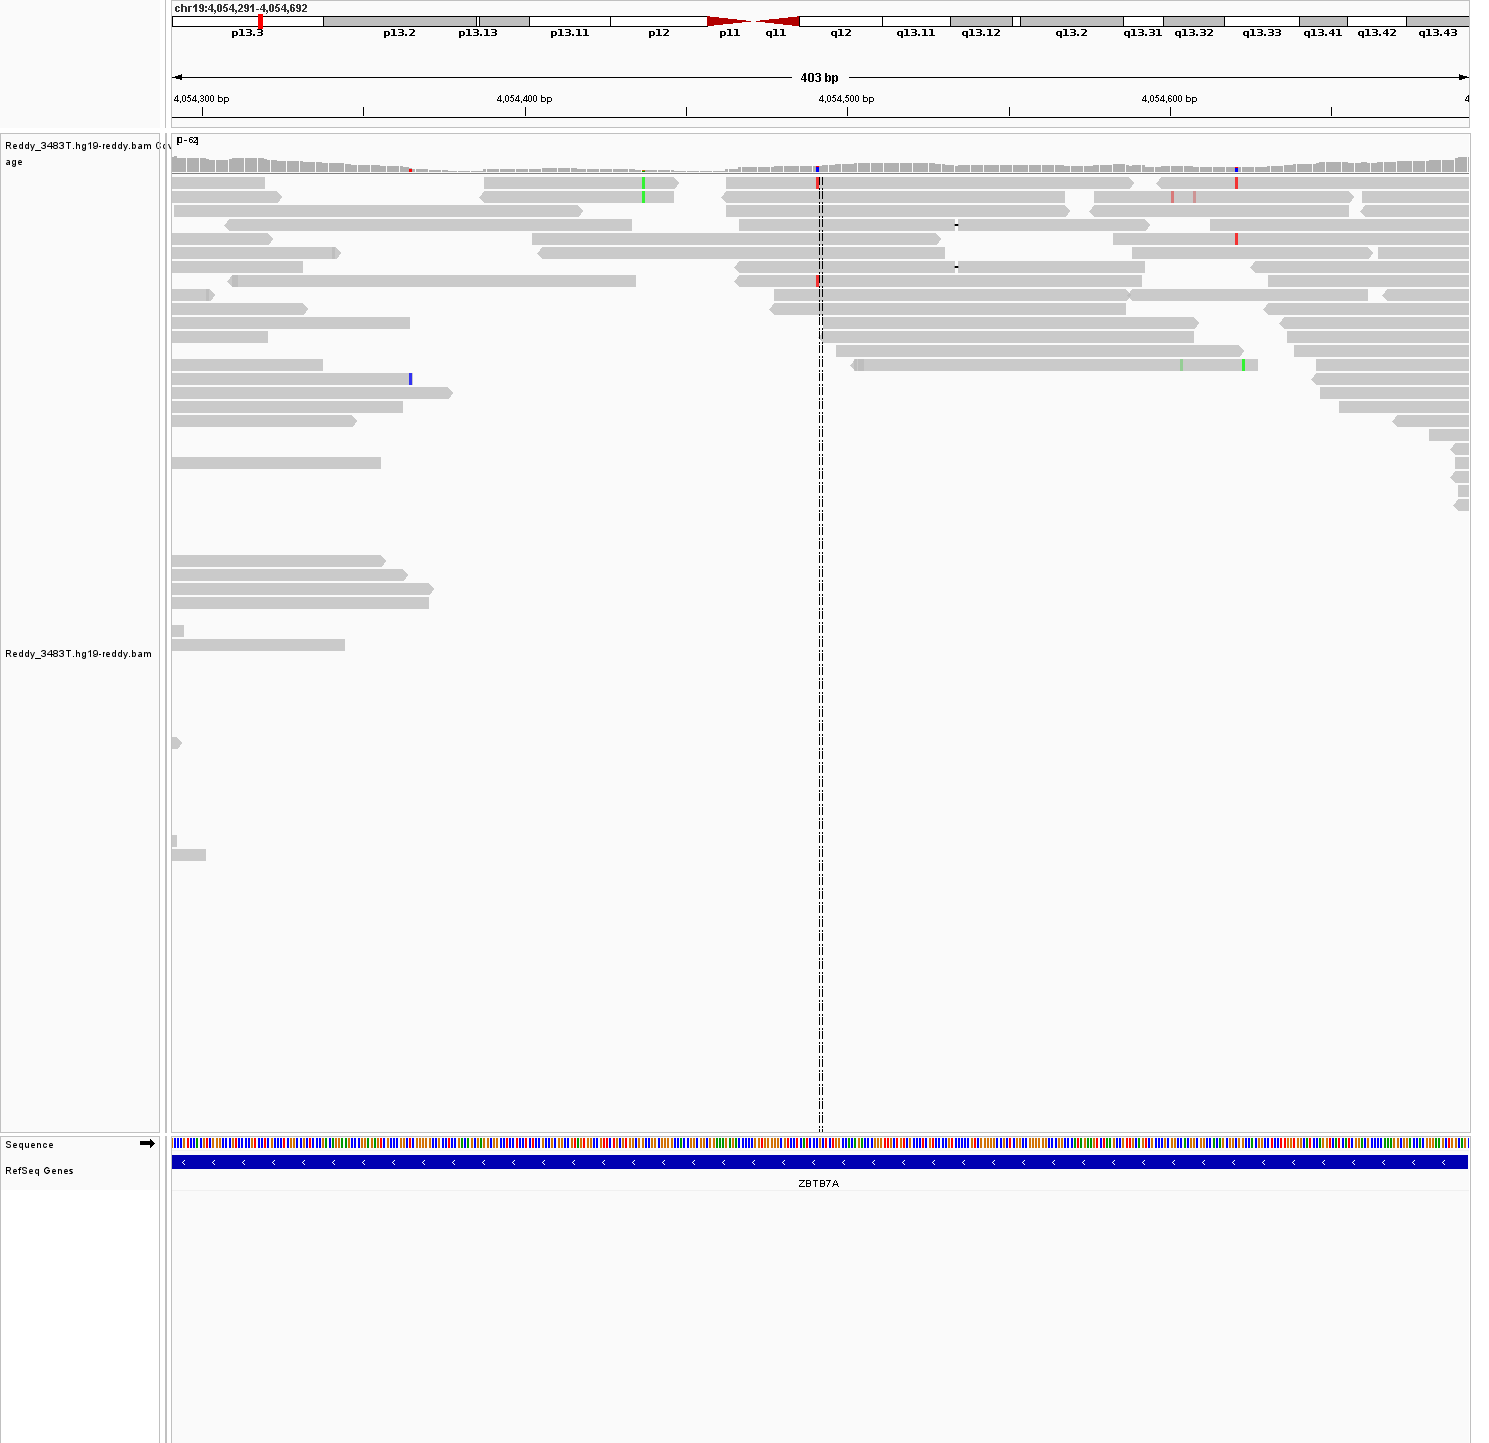 chr19:4,054,291-4,054,692
p13.3 p13.2 p13.13 p13.11 p12 p11 q11 q12 q13.11 q13.12 q13.2 q13.31 q13.32 q13.33 q13.41 q13.42 q13.43
403 bp
4,054,300 bp 4,054,400 bp 4,054,500 bp 4,054,600 bp 4
[0-62]
Reddy_3483T.hg19-reddy.bam Cov
age
Reddy_3483T.hg19-reddy.bam
Sequence
RefSeq Genes
ZBTB7A